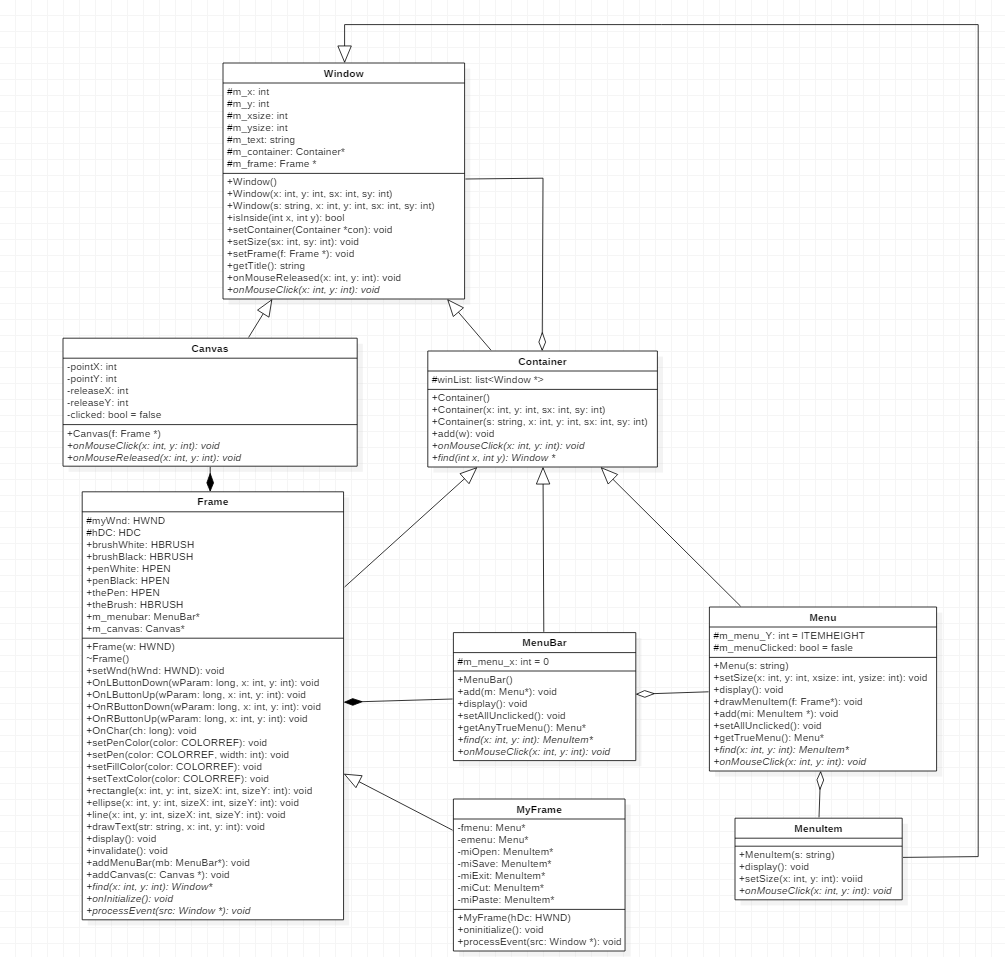 Window
#m_x: int
#m_y: int
#m_xsize: int
#m_ysize: int
#m_text: string
#m_container: Container*
#m_frame: Frame *
+Window()
+Window(x: int, y: int, sx: int, sy: int)
+Window(s: string, x: int, y: int, sx: int, sy: int)
+isInside(int x, int y): bool
+setContainer(Container *con): void
+setSize(sx: int, sy: int): void
+setFrame(f: Frame *): void
+getTitle(): string
+onMouseReleased(x: int, y: int): void
+onMouseClick(x: int, y: int): void
Canvas
-pointX: int
-pointY: int
-releaseX: int
-releaseY: int
-clicked: bool = false
+Canvas(f: Frame *)
+onMouseClick(x: int, y: int): void
+onMouseReleased(x: int, y: int): void
Container
#winList: list<Window *>
+Container()
+Container(x: int, y: int, sx: int, sy: int)
+Container(s: string, x: int, y: int, sx: int, sy: int)
+add(w): void
+onMouseClick(x: int, y: int): void
+find(int x, int y): Window *
Frame
#myWnd: HWND
#hDC: HDC
+brushWhite: HBRUSH
+brushBlack: HBRUSH
+penWhite: HPEN
+penBlack: HPEN
+thePen: HPEN
+theBrush: HBRUSH
+m_menubar: MenuBar*
+m_canvas: Canvas*
+Frame(w: HWND)
~Frame()
+setWnd(hWnd: HWND): void
+OnLButtonDown(wParam: long, x: int, y: int): void
+OnLButtonUp(wParam: long, x: int, y: int): void
+OnRButtonDown(wParam: long, x: int, y: int): void
+OnRButtonUp(wParam: long, x: int, y: int): void
+OnChar(ch: long): void
+setPenColor(color: COLORREF): void
+setPen(color: COLORREF, width: int): void
+setFillColor(color: COLORREF): void
+setTextColor(color: COLORREF): void
+rectangle(x: int, y: int, sizeX: int, sizeY: int): void
+ellipse(x: int, y: int, sizeX: int, sizeY: int): void
+line(x: int, y: int, sizeX: int, sizeY: int): void
+drawText(str: string, x: int, y: int): void
+display(): void
+invalidate(): void
+addMenuBar(mb: MenuBar*): void
+addCanvas(c: Canvas *): void
+find(x: int, y: int): Window*
+onInitialize(): void
+processEvent(src: Window *): void
MenuBar
#m_menu_x: int = 0
+MenuBar()
+add(m: Menu*): void
+display(): void
+setAllUnclicked(): void
+getAnyTrueMenu(): Menu*
+find(x: int, y: int): MenuItem*
+onMouseClick(x: int, y: int): void
Menu
#m_menu_Y: int = ITEMHEIGHT
#m_menuClicked: bool = fasle
+Menu(s: string)
+setSize(x: int, y: int, xsize: int, ysize: int): void
+display(): void
+drawMenuItem(f: Frame*): void
+add(mi: MenuItem *): void
+setAllUnclicked(): void
+getTrueMenu(): Menu*
+find(x: int, y: int): MenuItem*
+onMouseClick(x: int, y: int): void
MyFrame
-fmenu: Menu*
-emenu: Menu*
-miOpen: MenuItem*
-miSave: MenuItem*
-miExit: MenuItem*
-miCut: MenuItem*
-miPaste: MenuItem*
+MyFrame(hDc: HWND)
+oninitialize(): void
+processEvent(src: Window *): void
MenuItem
+MenuItem(s: string)
+display(): void
+setSize(x: int, y: int): voiid
+onMouseClick(x: int, y: int): void